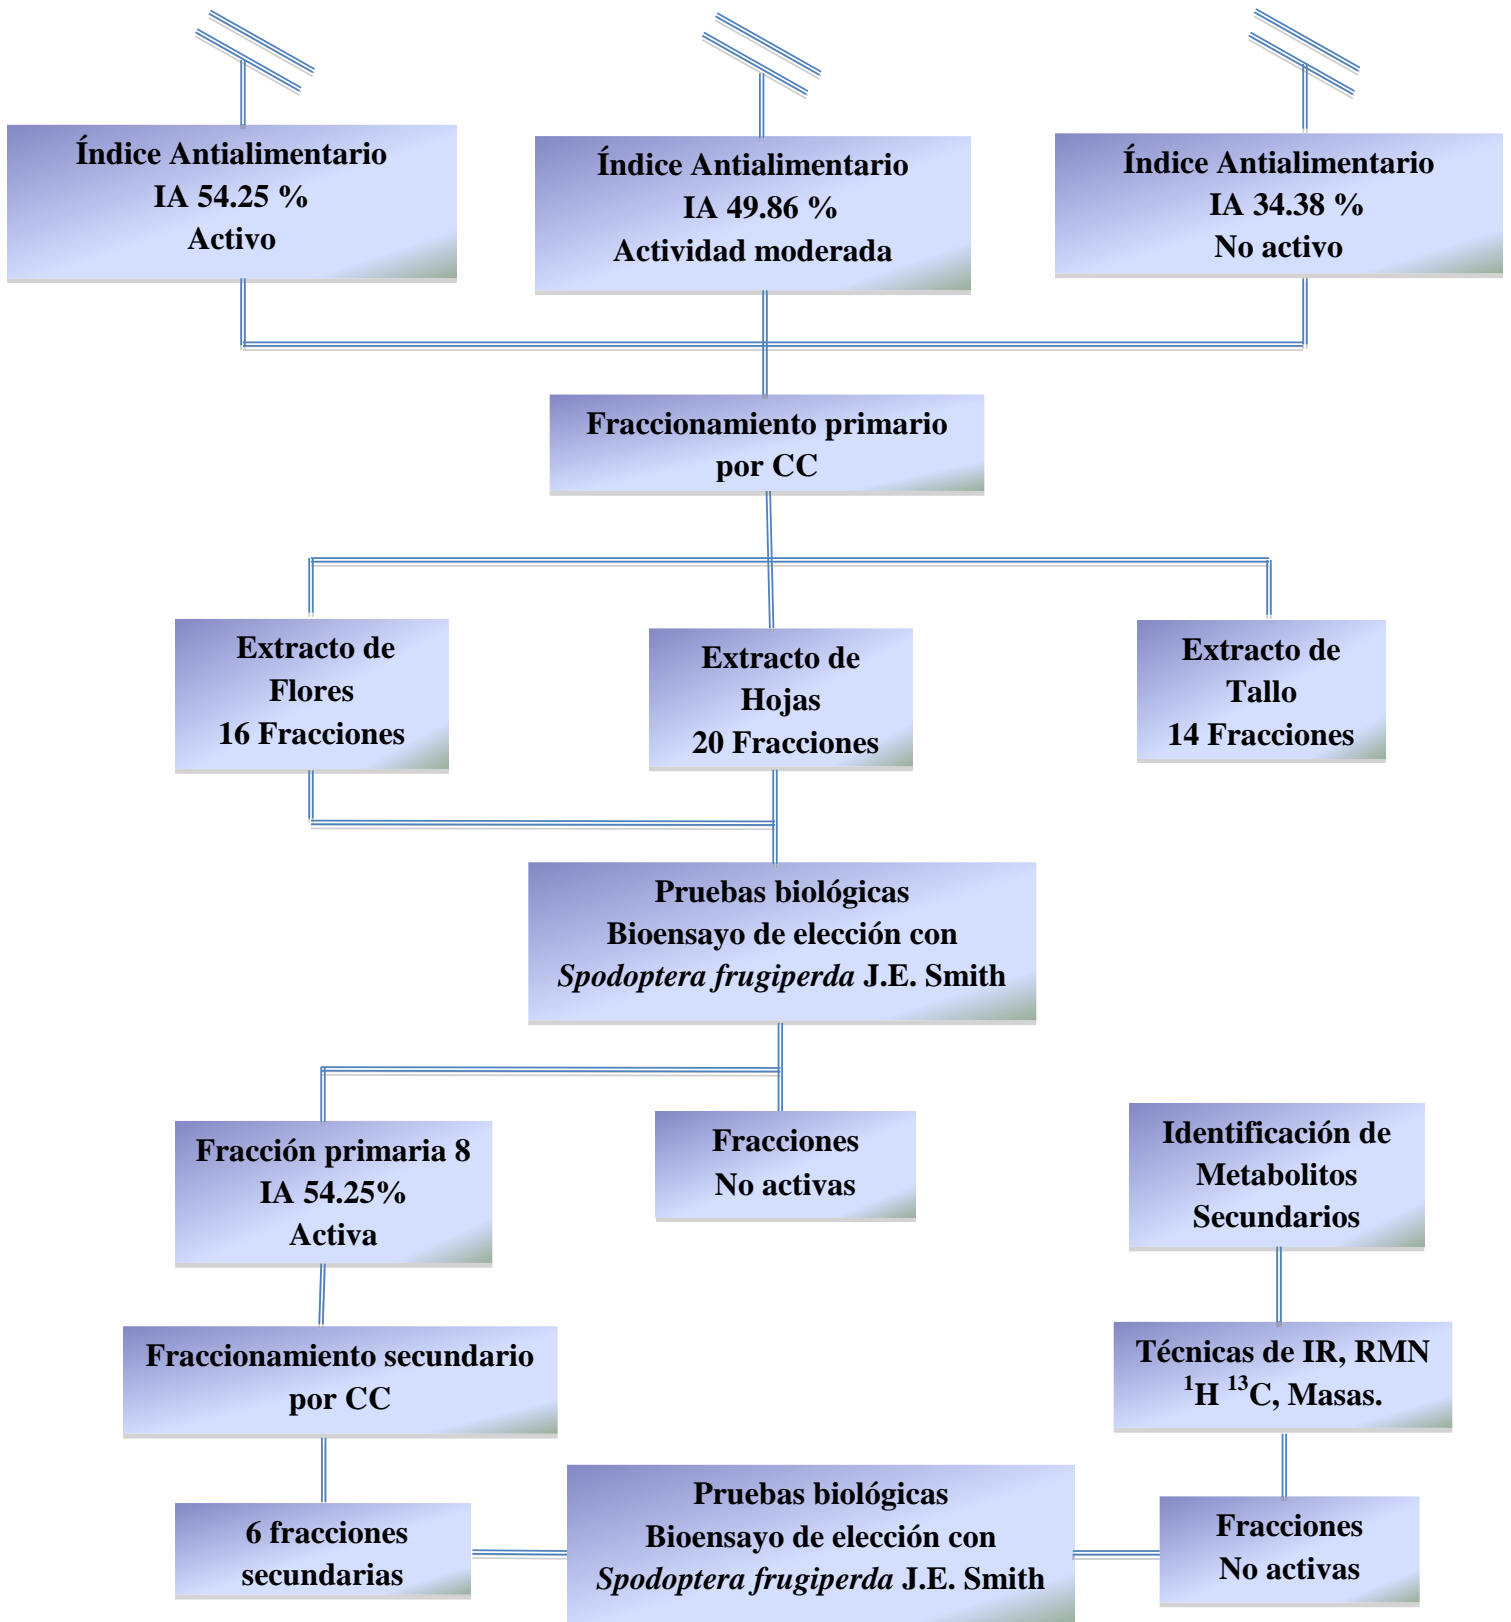 Índice Antialimentario
IA 54.25 %
Activo
Índice Antialimentario
IA 49.86 %
Actividad moderada
Índice Antialimentario
IA 34.38 %
No activo
Fraccionamiento primario
por CC
Extracto de
Flores
16 Fracciones
Extracto de
Hojas
20 Fracciones
Extracto de
Tallo
14 Fracciones
Pruebas biológicas
Bioensayo de elección con
Spodoptera frugiperda J.E. Smith
Fracción primaria 8
IA 54.25%
Activa
Fracciones
No activas
Identificación de
Metabolitos
Secundarios
Fraccionamiento secundario
por CC
Técnicas de IR, RMN
¹H ¹³C, Masas.
6 fracciones
secundarias
Pruebas biológicas
Bioensayo de elección con
Spodoptera frugiperda J.E. Smith
Fracciones
No activas